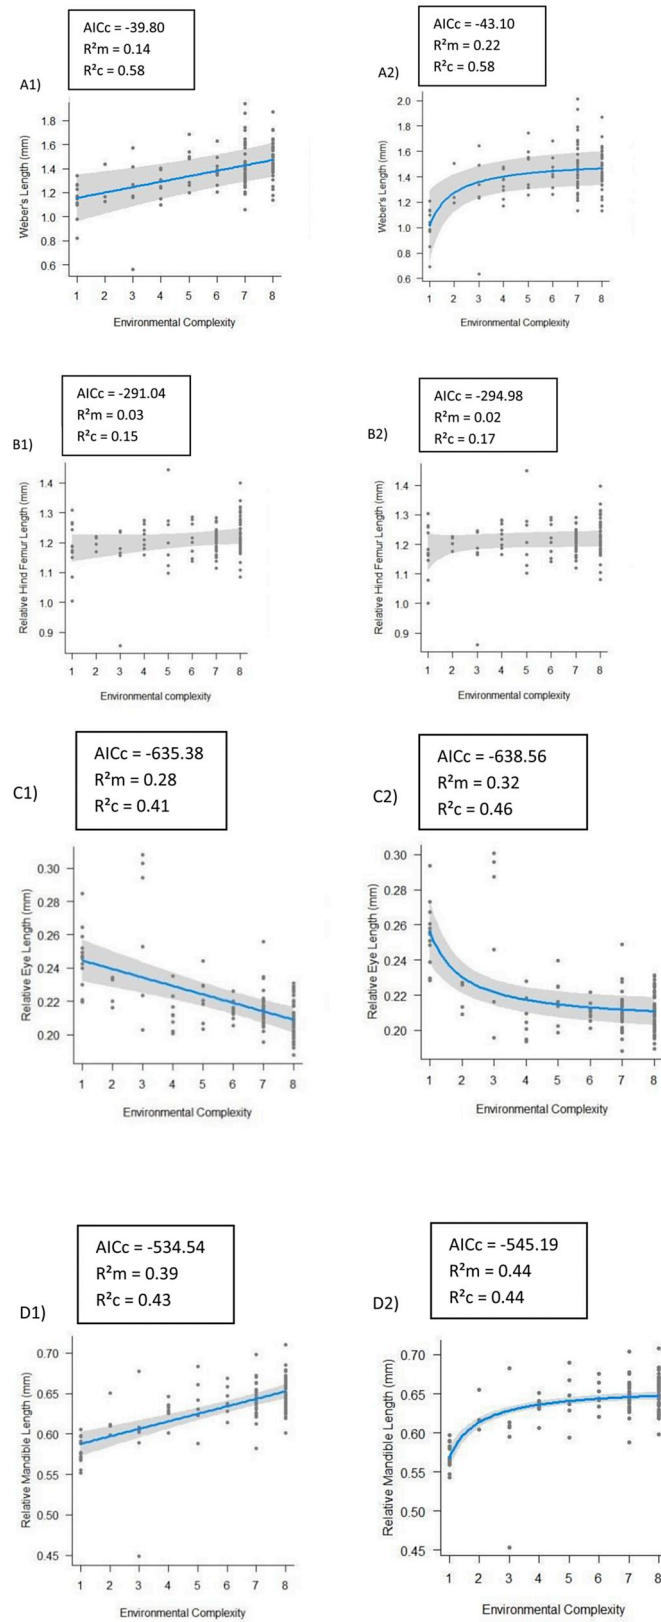 AICc = -39.80
R²m = 0.14
R²c = 0.58
A1)
1.8
1.6
1.4
1.2
1.0
0.8
0.6
Weber's Length (mm)
1 2 3 4 5 6 7 8
Environmental Complexity
AICc = -43.10
R²m = 0.22
R²c = 0.58
A2)
2.0
1.8
1.6
1.4
1.2
1.0
0.8
0.6
Weber's Length (mm)
1 2 3 4 5 6 7 8
Environmental Complexity
AICc = -291.04
R²m = 0.03
R²c = 0.15
B1)
1.4
1.3
1.2
1.1
1.0
0.9
Relative Hind Femur Length (mm)
1 2 3 4 5 6 7 8
Environmental complexity
AICc = -294.98
R²m = 0.02
R²c = 0.17
B2)
1.4
1.3
1.2
1.1
1.0
0.9
Relative Hind Femur Length (mm)
1 2 3 4 5 6 7 8
Environmental complexity
AICc = -635.38
R²m = 0.28
R²c = 0.41
C1)
0.30
0.28
0.26
0.24
0.22
0.20
Relative Eye Length (mm)
1 2 3 4 5 6 7 8
Environmental Complexity
AICc = -638.56
R²m = 0.32
R²c = 0.46
C2)
0.30
0.28
0.26
0.24
0.22
0.20
Relative Eye Length (mm)
1 2 3 4 5 6 7 8
Environmental Complexity
AICc = -534.54
R²m = 0.39
R²c = 0.43
D1)
0.70
0.65
0.60
0.55
0.50
0.45
Relative Mandible Length (mm)
1 2 3 4 5 6 7 8
Environmental Complexity
AICc = -545.19
R²m = 0.44
R²c = 0.44
D2)
0.70
0.65
0.60
0.55
0.50
0.45
Relative Mandible Length (mm)
1 2 3 4 5 6 7 8
Environmental Complexity